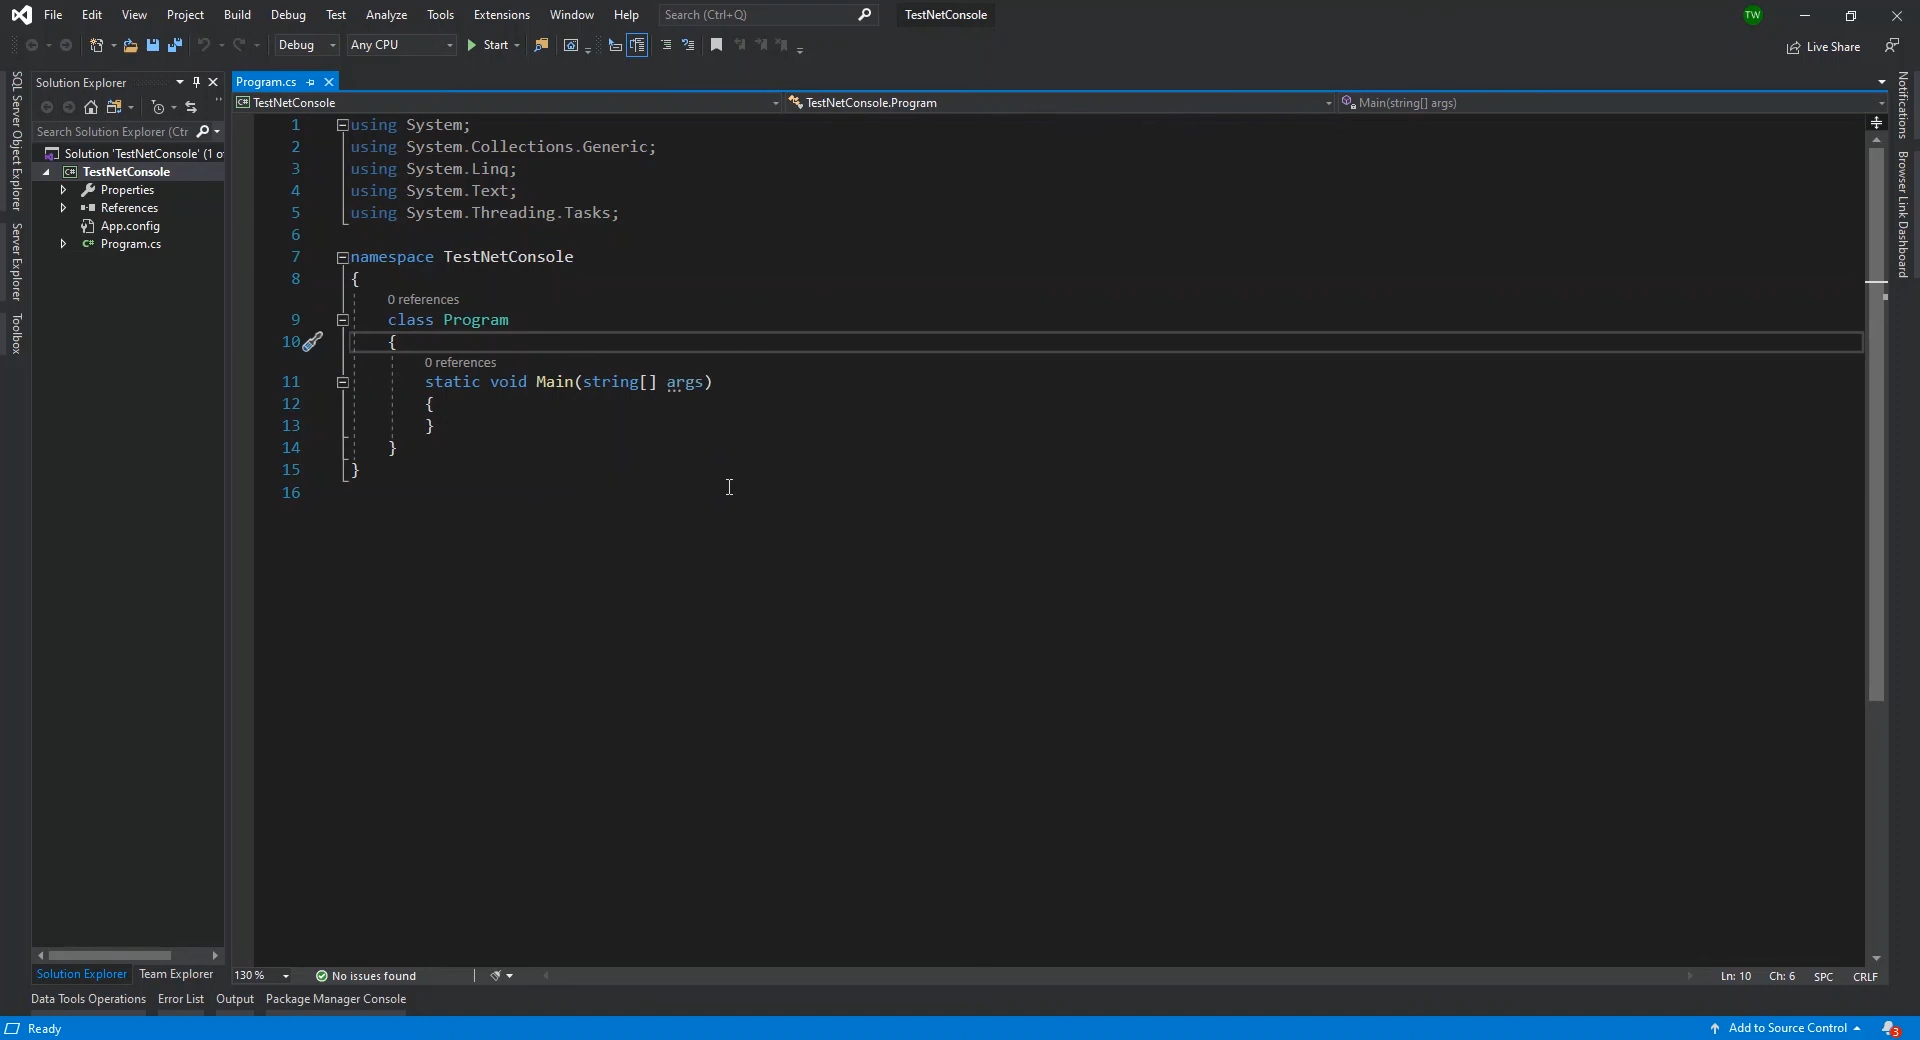 File Edit View Project Build Debug Test Analyze Tools Extensions Window Help Search (Ctrl+Q) TestNetConsole TW
Debug Any CPU Start Live Share
SQL Server Object Explorer
Server Explorer
Toolbox
Solution Explorer
Search Solution Explorer (Ctr
Solution 'TestNetConsole' (1 o
TestNetConsole
Properties
References
App.config
C# Program.cs
Program.cs
C# TestNetConsole TestNetConsole.Program Main(string[] args)
1 using System;
2 using System.Collections.Generic;
3 using System.Linq;
4 using System.Text;
5 using System.Threading.Tasks;
6
7 namespace TestNetConsole
8 {
0 references
9 class Program
10 {
0 references
11 static void Main(string[] args)
12 {
13 }
14 }
15 }
16
Notifications
Browser Link Dashboard
Solution Explorer Team Explorer
130 % No issues found Ln: 10 Ch: 6 SPC CRLF
Data Tools Operations Error List Output Package Manager Console
Ready Add to Source Control 3